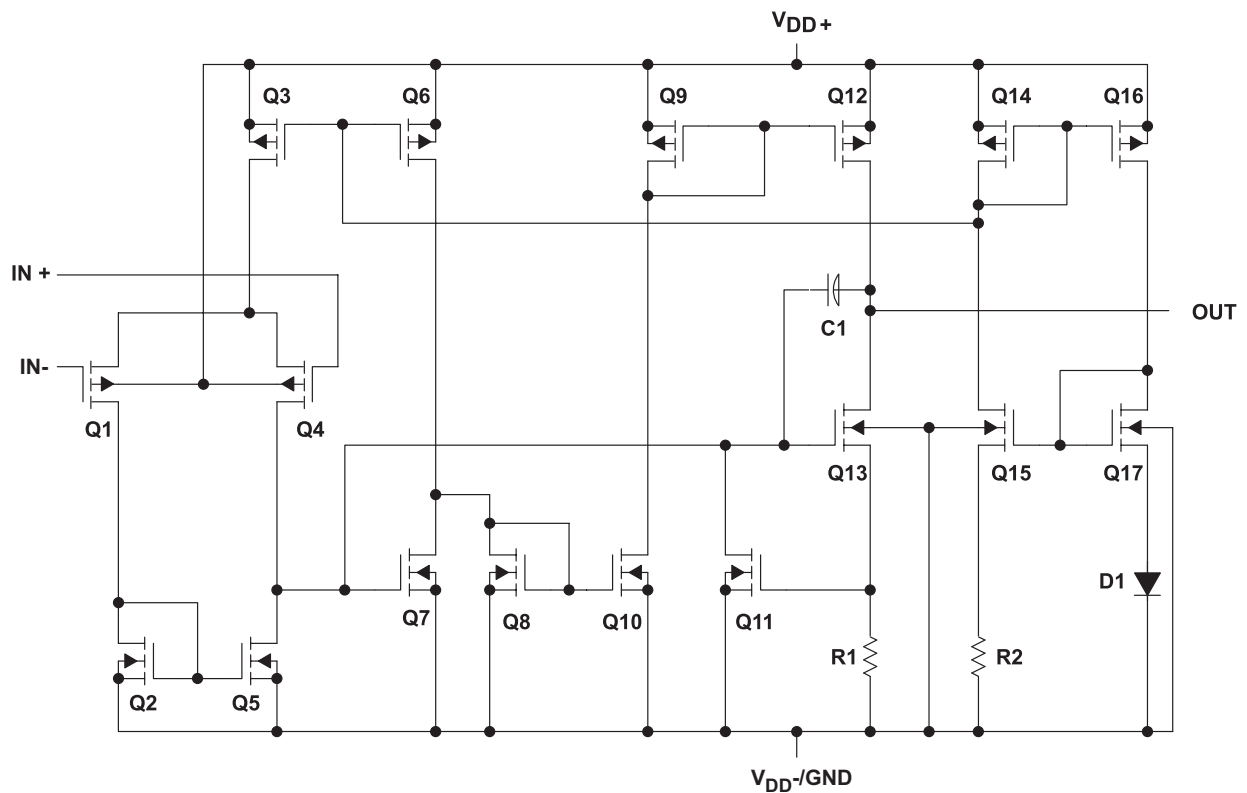 VDD+
Q3
Q6
Q9
Q12
Q14
Q16
IN +
OUT
C1
IN-
Q1
Q4
Q13
Q15
Q17
D1
Q7
Q8
Q10
Q11
R1
R2
Q2
Q5
VDD-/GND